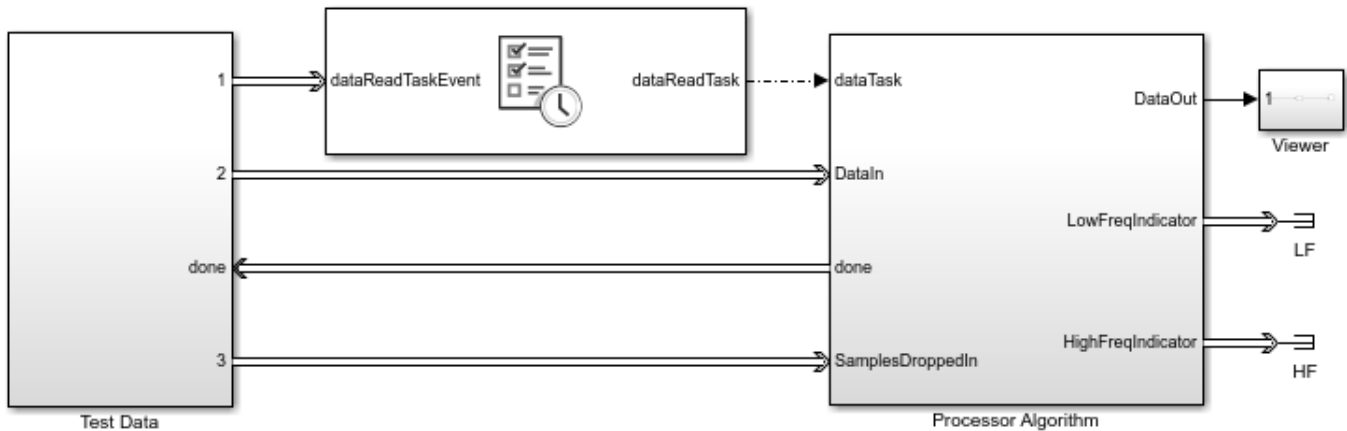 1
dataReadTaskEvent
dataReadTask
dataTask
DataOut
1
Viewer
2
DataIn
LowFreqIndicator
LF
done
done
HighFreqIndicator
HF
3
SamplesDroppedIn
Test Data
Processor Algorithm